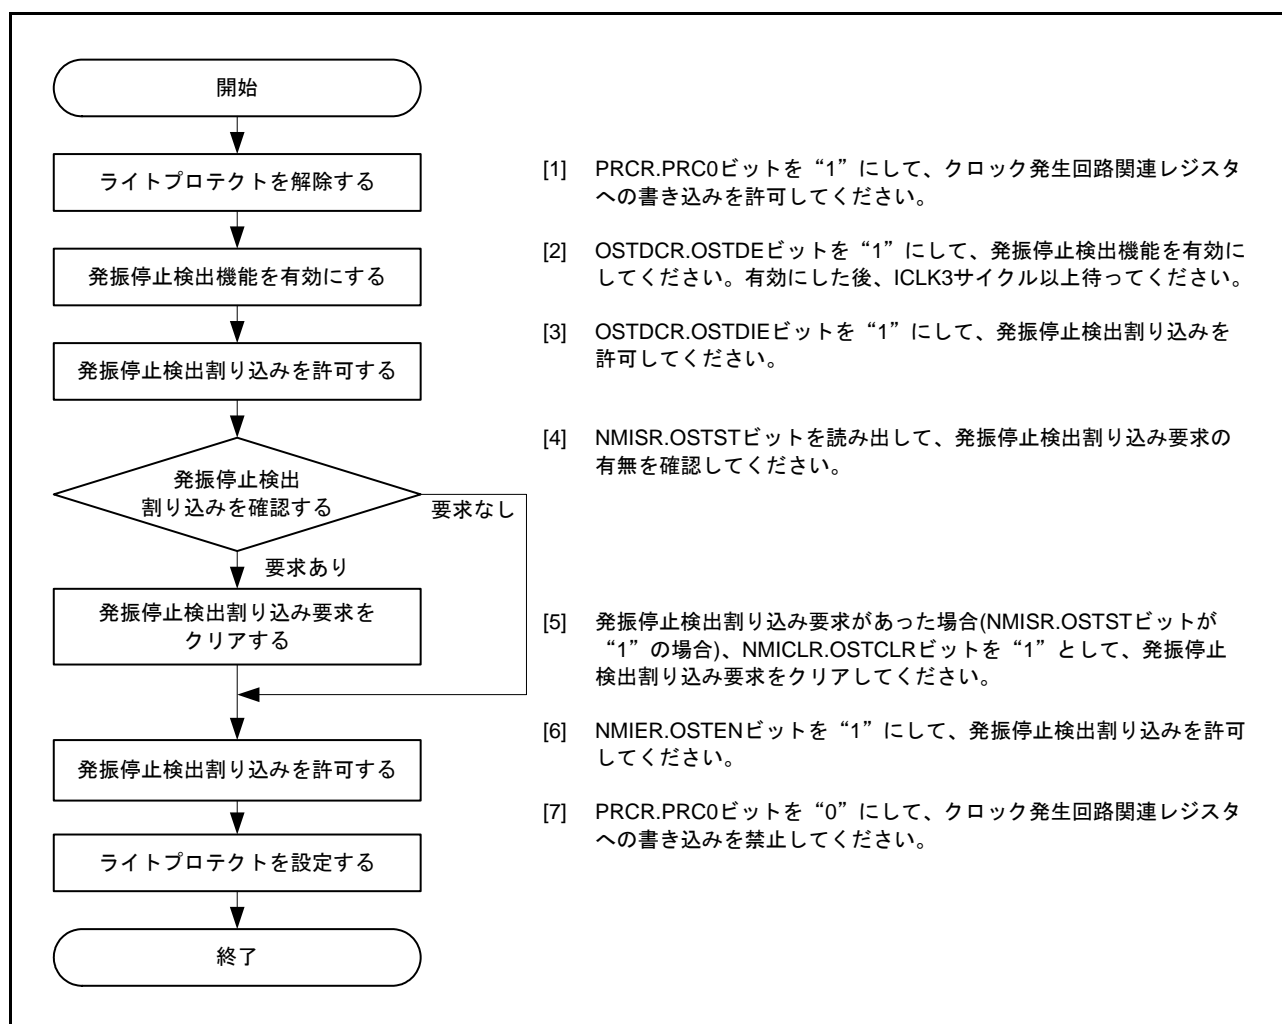 開始
ライトプロテクトを解除する
[1] PRCR.PRC0ビットを“1”にして、クロック発生回路関連レジスタ
への書き込みを許可してください。
発振停止検出機能を有効にする
[2] OSTDCR.OSTDEビットを“1”にして、発振停止検出機能を有効に
してください。有効にした後、ICLK3サイクル以上待ってください。
発振停止検出割り込みを許可する
[3] OSTDCR.OSTDIEビットを“1”にして、発振停止検出割り込みを
許可してください。
発振停止検出
割り込みを確認する
[4] NMISR.OSTSTビットを読み出して、発振停止検出割り込み要求の
有無を確認してください。
要求なし
要求あり
発振停止検出割り込み要求を
クリアする
[5] 発振停止検出割り込み要求があった場合(NMISR.OSTSTビットが
“1”の場合)、NMICLR.OSTCLRビットを“1”として、発振停止
検出割り込み要求をクリアしてください。
発振停止検出割り込みを許可する
[6] NMIER.OSTENビットを“1”にして、発振停止検出割り込みを許可
してください。
ライトプロテクトを設定する
[7] PRCR.PRC0ビットを“0”にして、クロック発生回路関連レジスタ
への書き込みを禁止してください。
終了